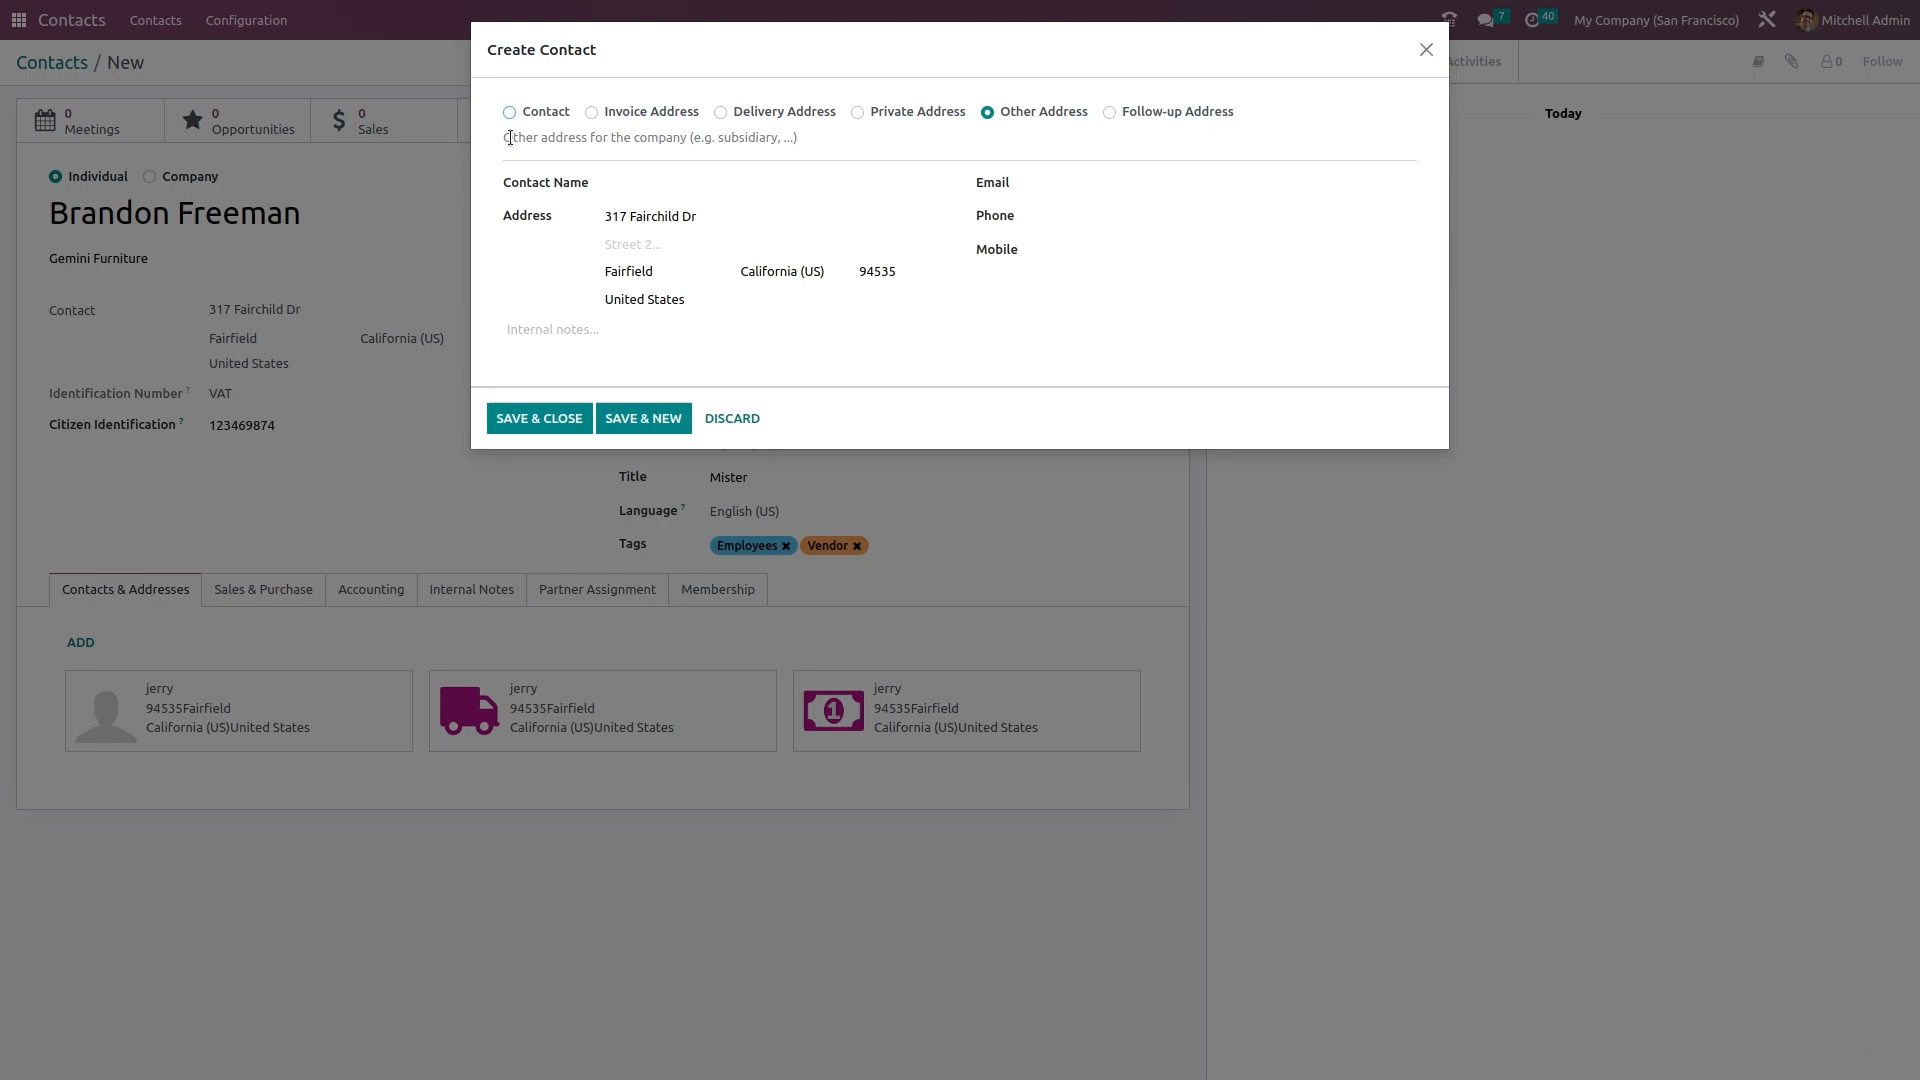 Contacts Contacts Configuration 7 40 My Company (San Francisco) Mitchell Admin
Contacts / New
Activities 0 Follow
0 Meetings
0 Opportunities
0 Sales
Today
Individual Company
Brandon Freeman
Gemini Furniture
Contact 317 Fairchild Dr
Fairfield California (US)
United States
Identification Number ? VAT
Citizen Identification ? 123469874
Create Contact
Contact Invoice Address Delivery Address Private Address Other Address Follow-up Address
Other address for the company (e.g. subsidiary, ...)
Contact Name
Address 317 Fairchild Dr
Street 2...
Fairfield California (US) 94535
United States
Internal notes...
Email
Phone
Mobile
SAVE & CLOSE SAVE & NEW DISCARD
Title Mister
Language ? English (US)
Tags Employees Vendor
Contacts & Addresses Sales & Purchase Accounting Internal Notes Partner Assignment Membership
ADD
jerry
94535Fairfield
California (US)United States
jerry
94535Fairfield
California (US)United States
1
jerry
94535Fairfield
California (US)United States